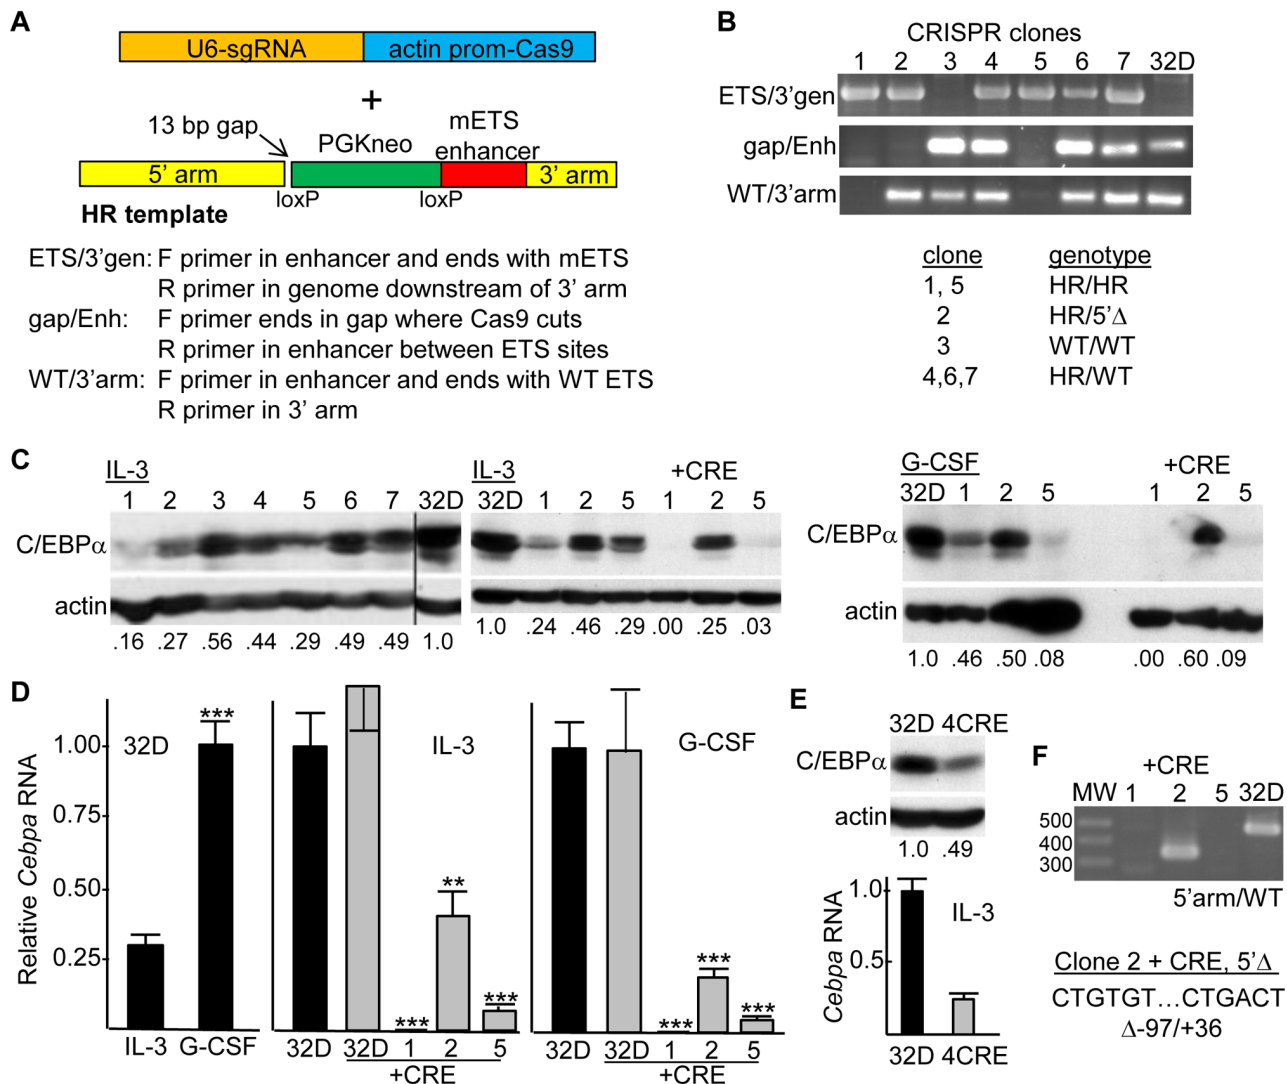 A
U6-sgRNA
actin prom-Cas9
+
13 bp gap
PGKneo
mETS
enhancer
5’ arm
3’ arm
loxP
loxP
HR template
ETS/3’gen: F primer in enhancer and ends with mETS
R primer in genome downstream of 3’ arm
gap/Enh: F primer ends in gap where Cas9 cuts
R primer in enhancer between ETS sites
WT/3’arm: F primer in enhancer and ends with WT ETS
R primer in 3’ arm
B
CRISPR clones
1 2 3 4 5 6 7 32D
ETS/3’gen
gap/Enh
WT/3’arm
clone genotype
1, 5 HR/HR
2 HR/5’Δ
3 WT/WT
4,6,7 HR/WT
C
IL-3
1 2 3 4 5 6 7 32D
C/EBPα
actin
.16 .27 .56 .44 .29 .49 .49 1.0
IL-3 +CRE
32D 1 2 5 1 2 5
1.0 .24 .46 .29 .00 .25 .03
G-CSF +CRE
32D 1 2 5 1 2 5
C/EBPα
actin
1.0 .46 .50 .08 .00 .60 .09
D
Relative Cebpa RNA
1.00
0.75
0.50
0.25
32D
***
IL-3 G-CSF
IL-3
***
**
***
32D 32D 1 2 5
+CRE
G-CSF
***
***
***
32D 32D 1 2 5
+CRE
E
32D 4CRE
C/EBPα
actin
1.0 .49
Cebpa RNA
1.0
0.5
IL-3
32D 4CRE
F
+CRE
MW 1 2 5 32D
500
400
300
5’arm/WT
Clone 2 + CRE, 5’Δ
CTGTGT...CTGACT
Δ-97/+36